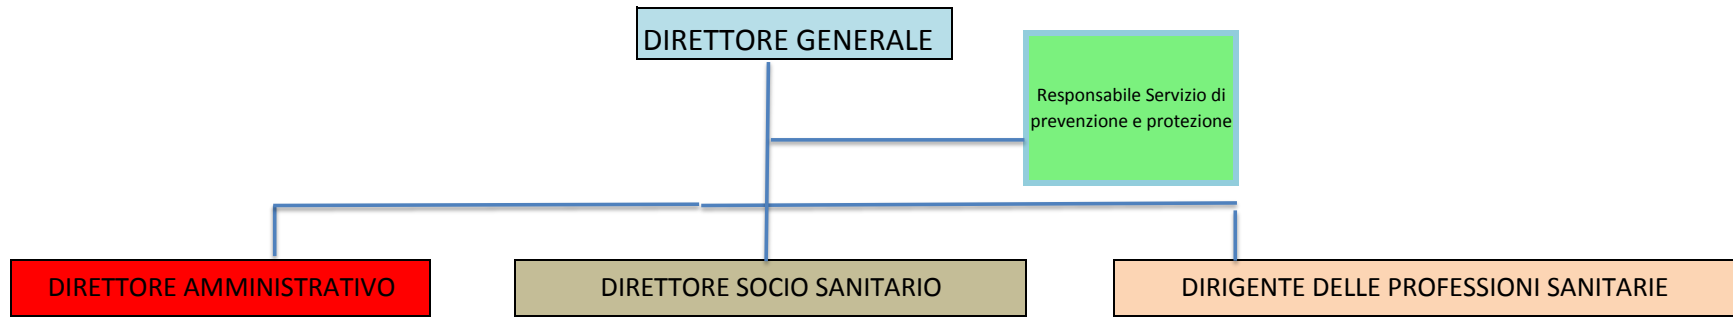 DIRETTORE GENERALE
Responsabile Servizio di
prevenzione e protezione
DIRETTORE AMMINISTRATIVO
DIRETTORE SOCIO SANITARIO
DIRIGENTE DELLE PROFESSIONI SANITARIE